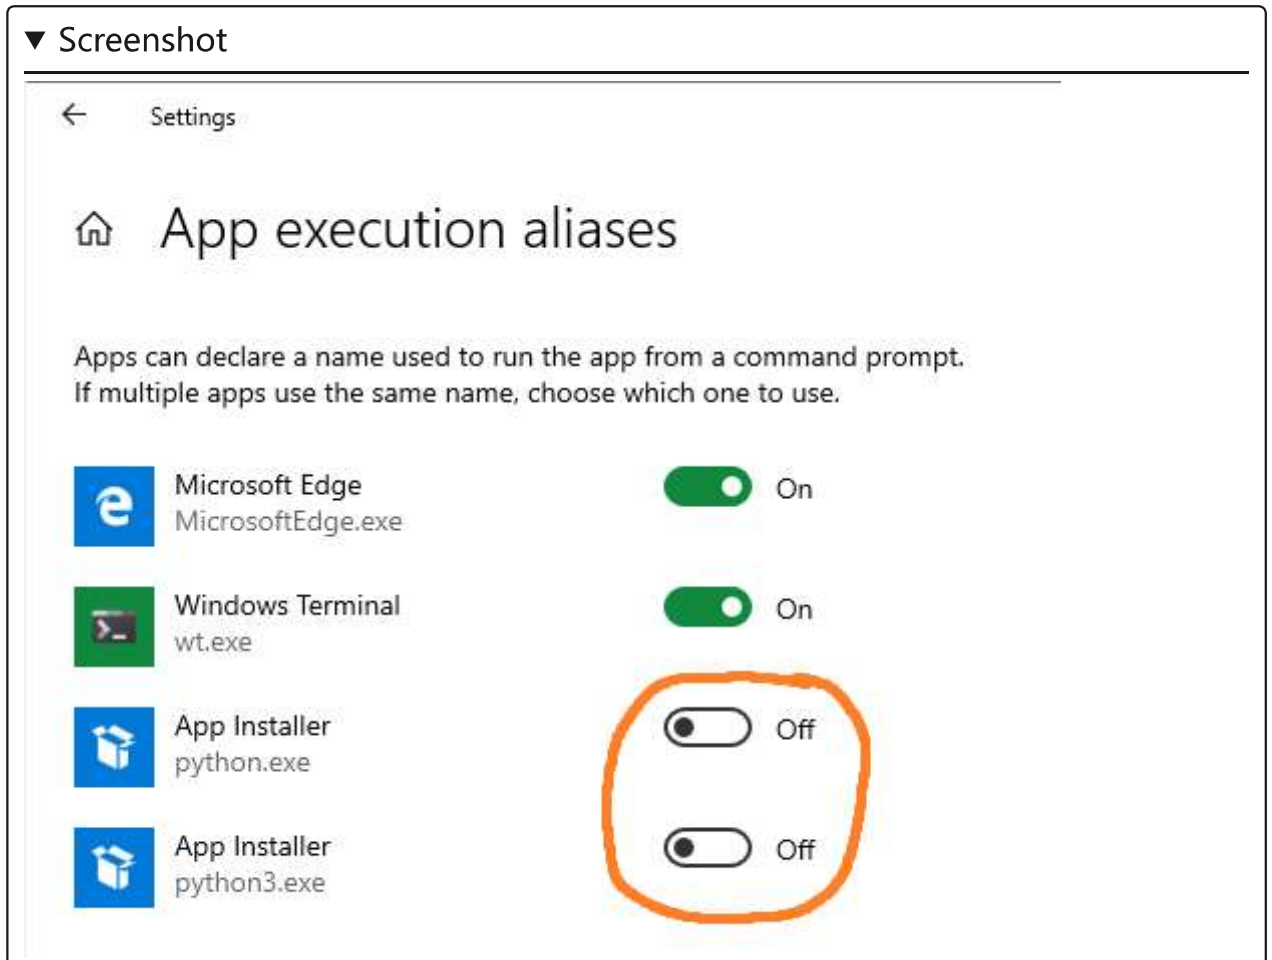 ▼ Screenshot
Settings
App execution aliases
Apps can declare a name used to run the app from a command prompt.
If multiple apps use the same name, choose which one to use.
Microsoft Edge
MicrosoftEdge.exe
On
Windows Terminal
wt.exe
On
App Installer
python.exe
Off
App Installer
python3.exe
Off